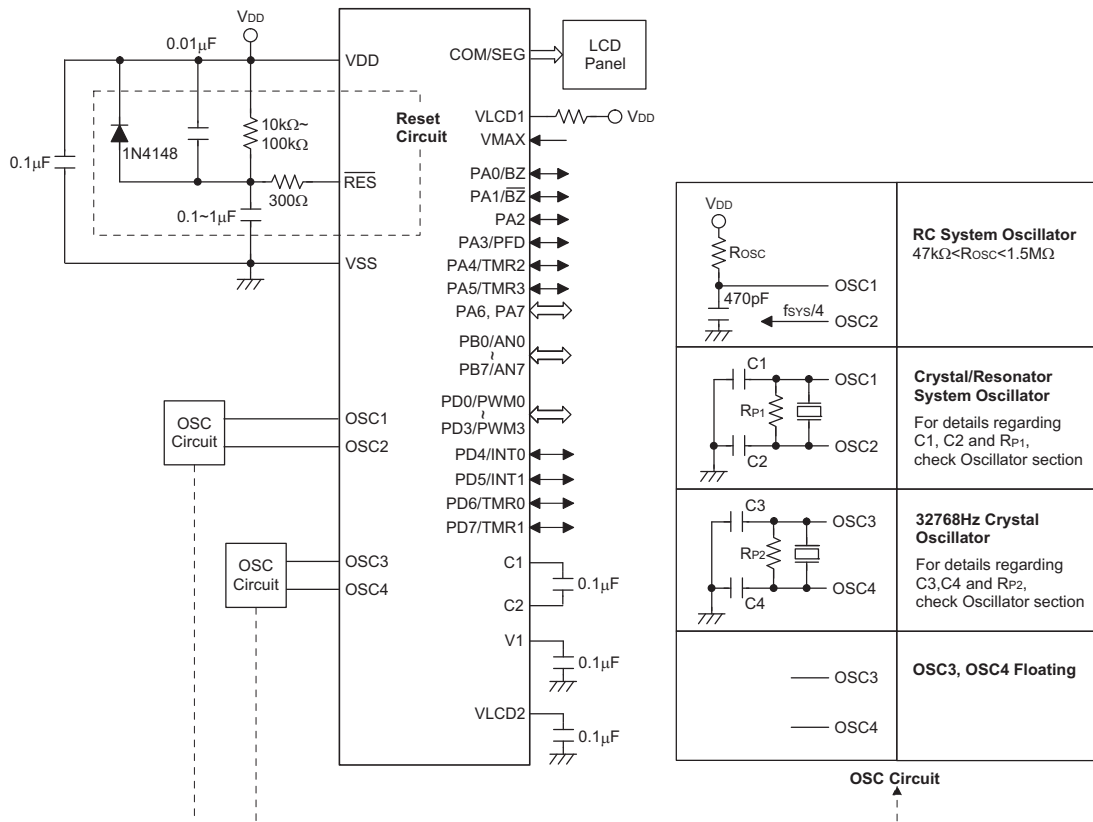 VDD
0.01µF
VDD
Reset
Circuit
10kΩ~
100kΩ
1N4148
0.1µF
RES
300Ω
0.1~1µF
VSS
OSC
Circuit
OSC1
OSC2
OSC
Circuit
OSC3
OSC4
COM/SEG
LCD
Panel
VLCD1
VDD
VMAX
PA0/BZ
PA1/BZ
PA2
PA3/PFD
PA4/TMR2
PA5/TMR3
PA6, PA7
PB0/AN0
~
PB7/AN7
PD0/PWM0
~
PD3/PWM3
PD4/INT0
PD5/INT1
PD6/TMR0
PD7/TMR1
C1
0.1µF
C2
V1
0.1µF
VLCD2
0.1µF
VDD
ROSC
OSC1
470pF
fSYS/4
OSC2
RC System Oscillator
47kΩ<ROSC<1.5MΩ
C1
OSC1
RP1
OSC2
C2
Crystal/Resonator
System Oscillator
For details regarding
C1, C2 and RP1,
check Oscillator section
C3
OSC3
RP2
OSC4
C4
32768Hz Crystal
Oscillator
For details regarding
C3,C4 and RP2,
check Oscillator section
OSC3
OSC4
OSC3, OSC4 Floating
OSC Circuit